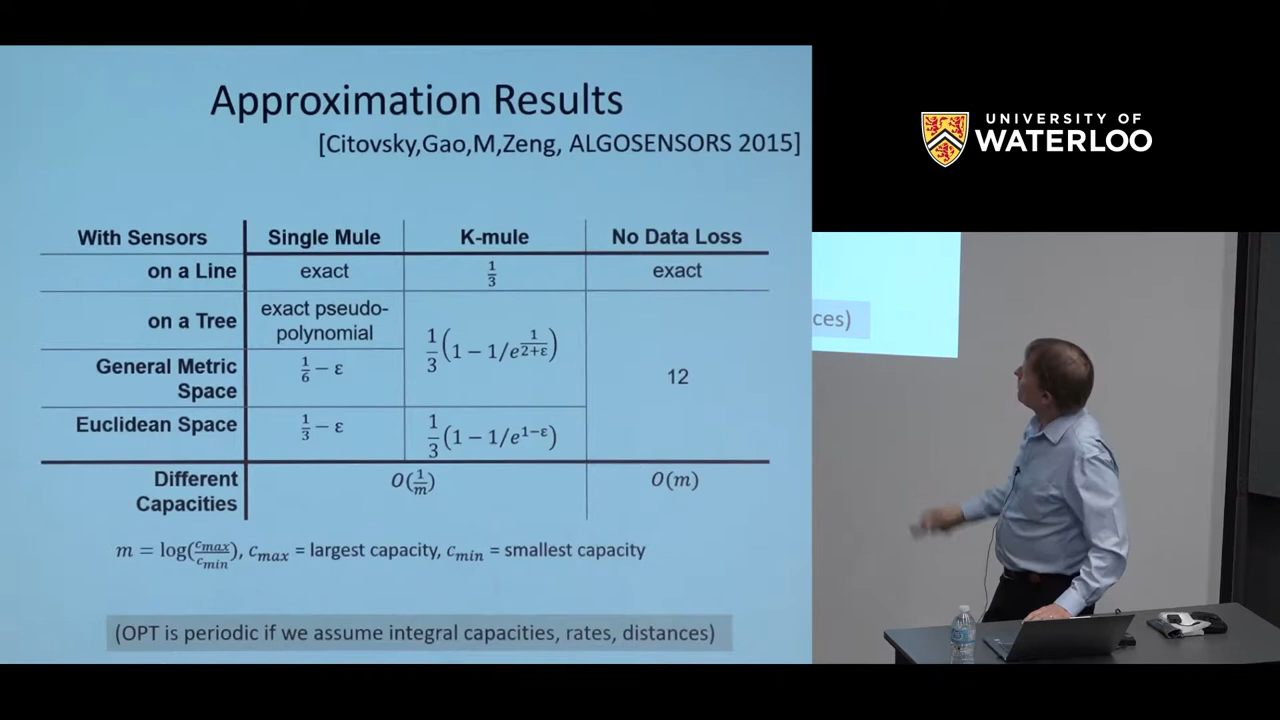 Approximation Results
[Citovsky,Gao,M,Zeng, ALGOSENSORS 2015]
With Sensors Single Mule K-mule No Data Loss
on a Line exact 1/3 exact
on a Tree exact pseudo-polynomial 1/3(1 − 1/e^(1/(2+ε))) 12
General Metric Space 1/6 − ε
Euclidean Space 1/3 − ε 1/3(1 − 1/e^(1−ε))
Different Capacities O(1/m) O(m)
m = log(c_max/c_min), c_max = largest capacity, c_min = smallest capacity
(OPT is periodic if we assume integral capacities, rates, distances)
UNIVERSITY OF
WATERLOO
ces)